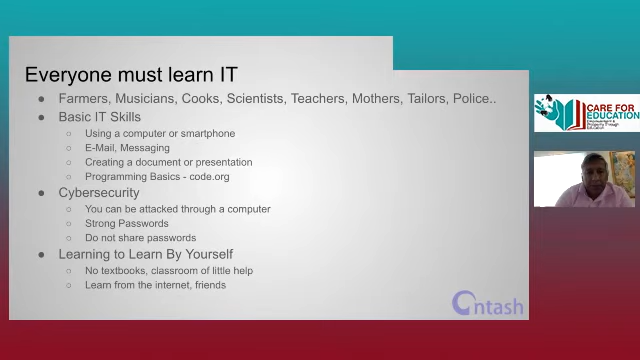 Everyone must learn IT
● Farmers, Musicians, Cooks, Scientists, Teachers, Mothers, Tailors, Police..
● Basic IT Skills
○ Using a computer or smartphone
○ E-Mail, Messaging
○ Creating a document or presentation
○ Programming Basics - code.org
● Cybersecurity
○ You can be attacked through a computer
○ Strong Passwords
○ Do not share passwords
● Learning to Learn By Yourself
○ No textbooks, classroom of little help
○ Learn from the internet, friends
ntash
CARE FOR
EDUCATION